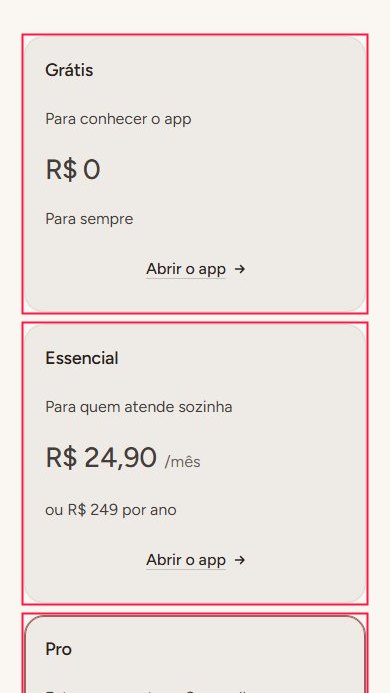 Grátis
Para conhecer o app
R$ 0
Para sempre
Abrir o app →
Essencial
Para quem atende sozinha
R$ 24,90 /mês
ou R$ 249 por ano
Abrir o app →
Pro